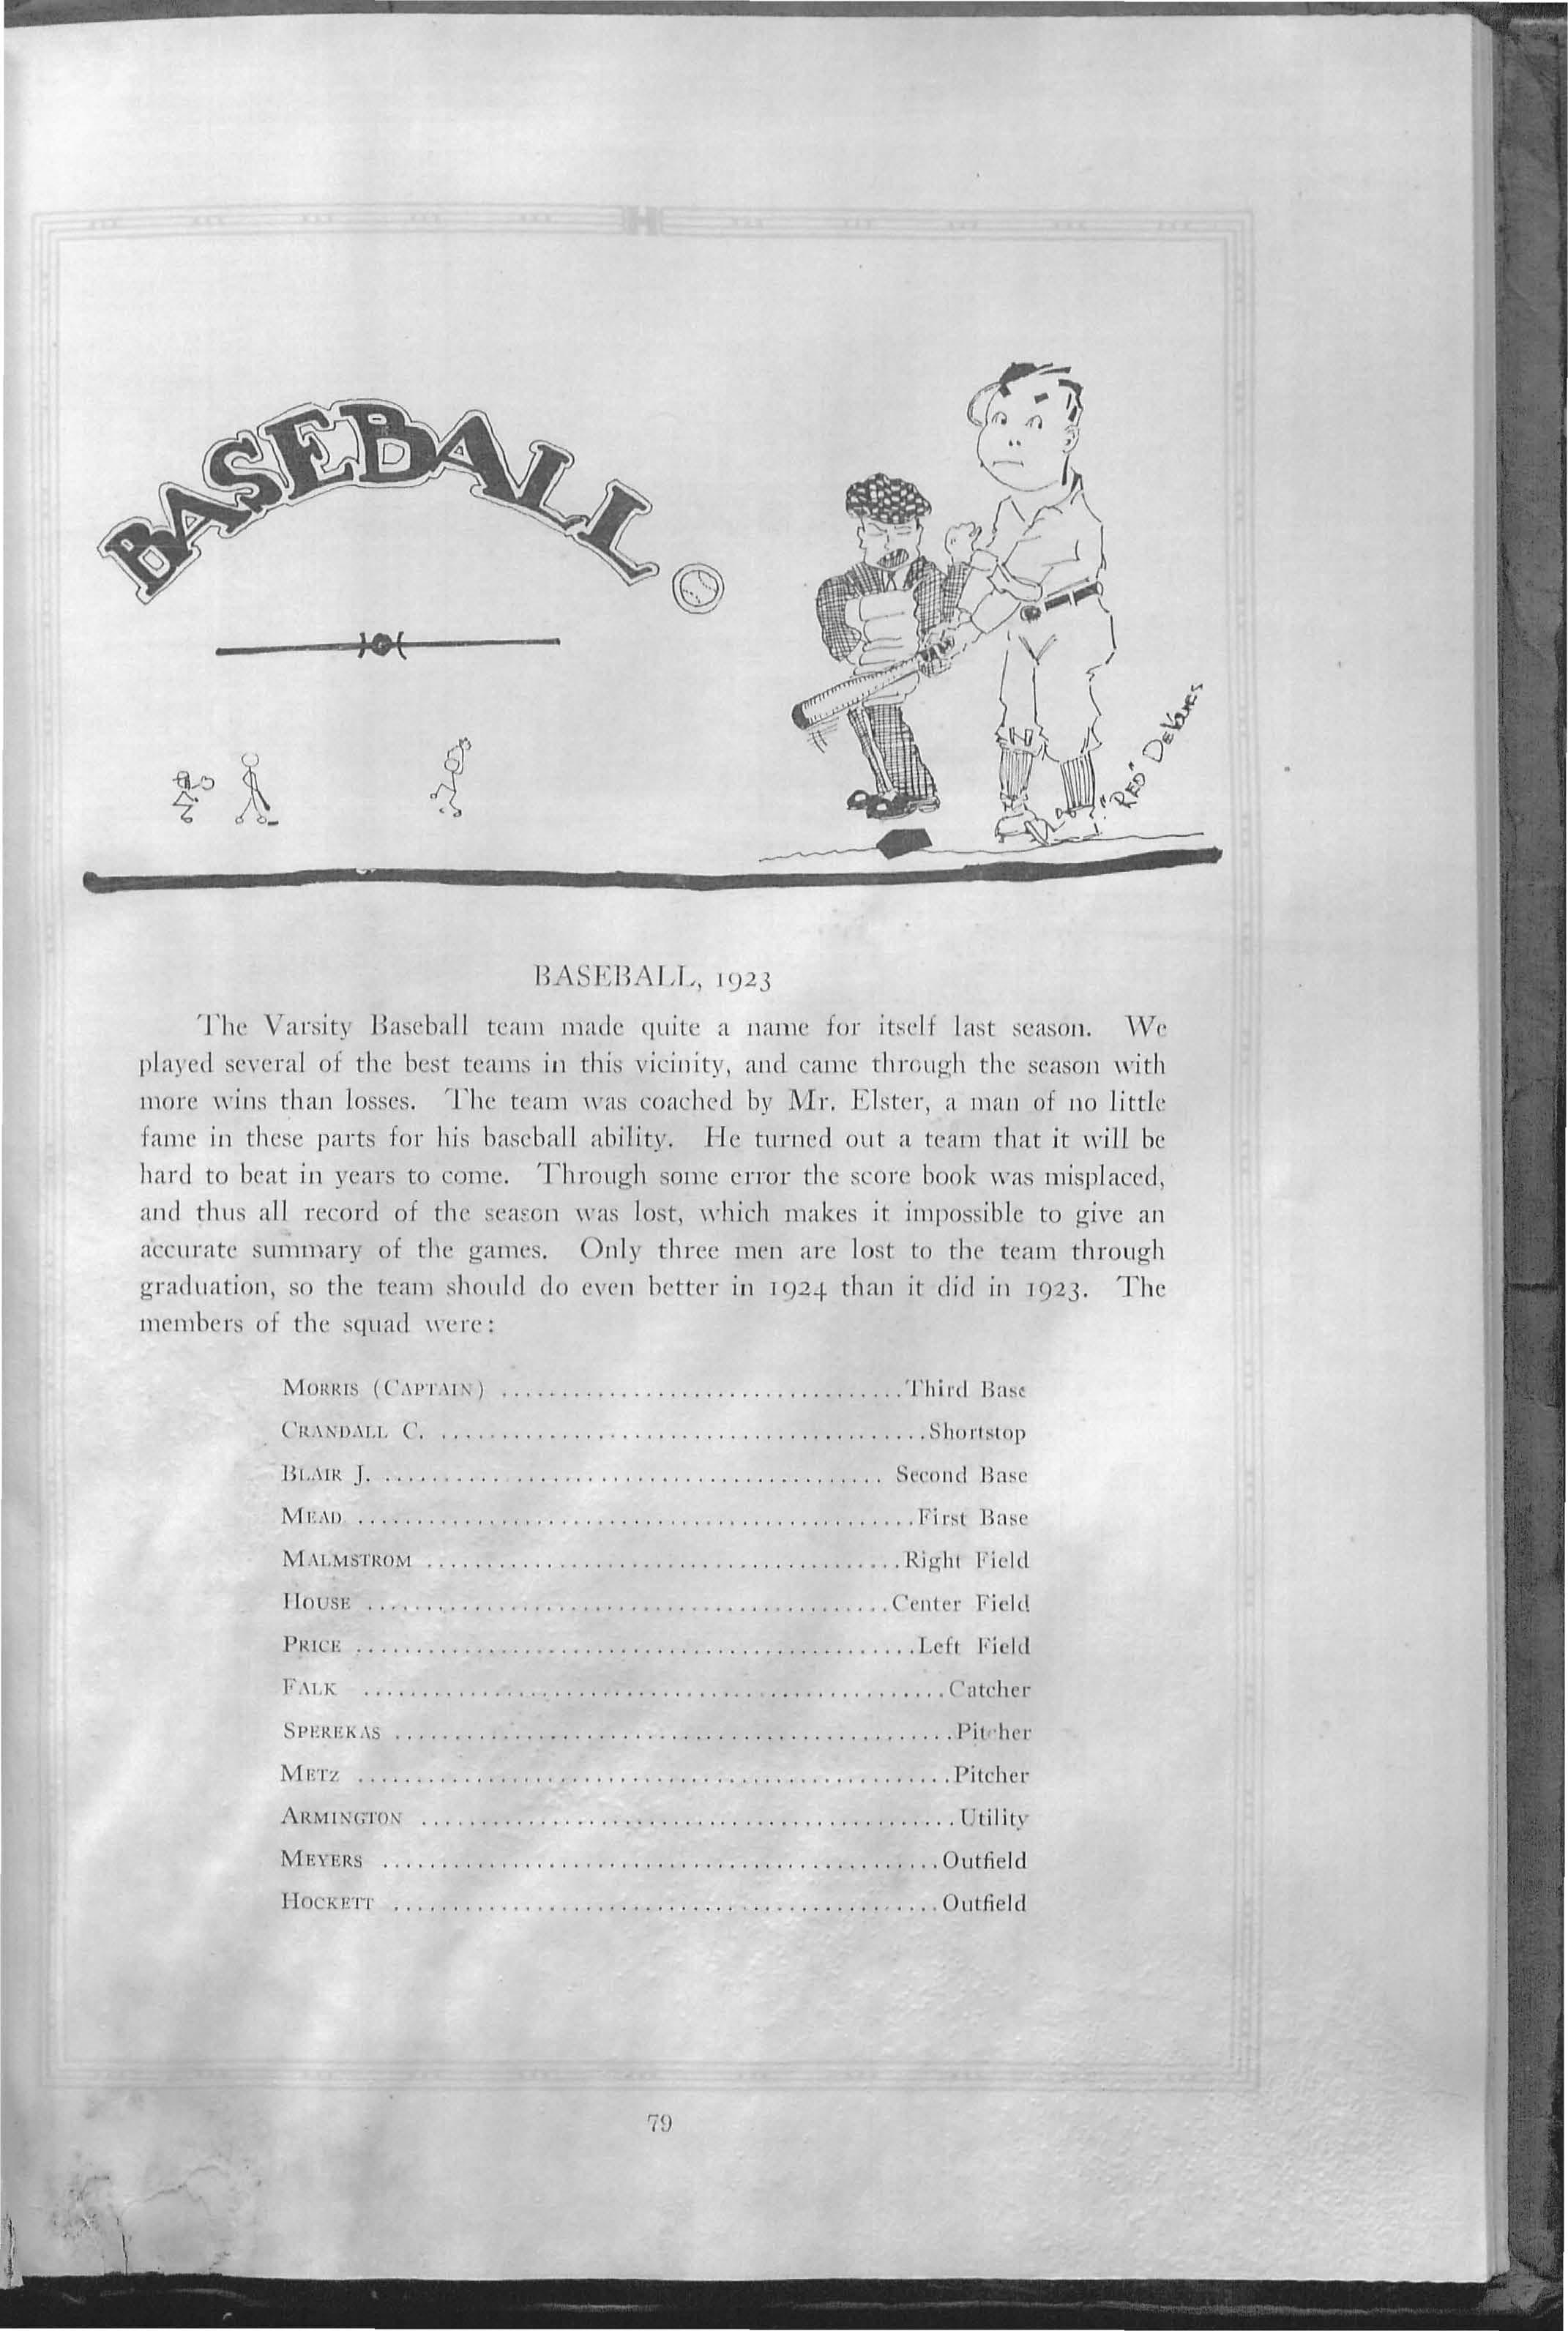 BASEBALL
"RED" DEVRIES
BASEBALL, 1923
The Varsity Baseball team made quite a name for itself last season. We
played several of the best teams in this vicinity, and came through the season with
more wins than losses. The team was coached by Mr. Elster, a man of no little
fame in these parts for his baseball ability. He turned out a team that it will be
hard to beat in years to come. Through some error the score book was misplaced,
and thus all record of the season was lost, which makes it impossible to give an
accurate summary of the games. Only three men are lost to the team through
graduation, so the team should do even better in 1924 than it did in 1923. The
members of the squad were:
MORRIS (CAPTAIN) .................................. Third Base
CRANDALL C. .......................................... Shortstop
BLAIR J. ........................................... Second Base
MEAD ................................................ First Base
MALMSTROM ........................................ Right Field
HOUSE ............................................. Center Field
PRICE ................................................ Left Field
FALK .................................................. Catcher
SPEREKAS ................................................ Pitcher
METZ ................................................... Pitcher
ARMINGTON .............................................. Utility
MEYERS ................................................ Outfield
HOCKETT ............................................... Outfield
79